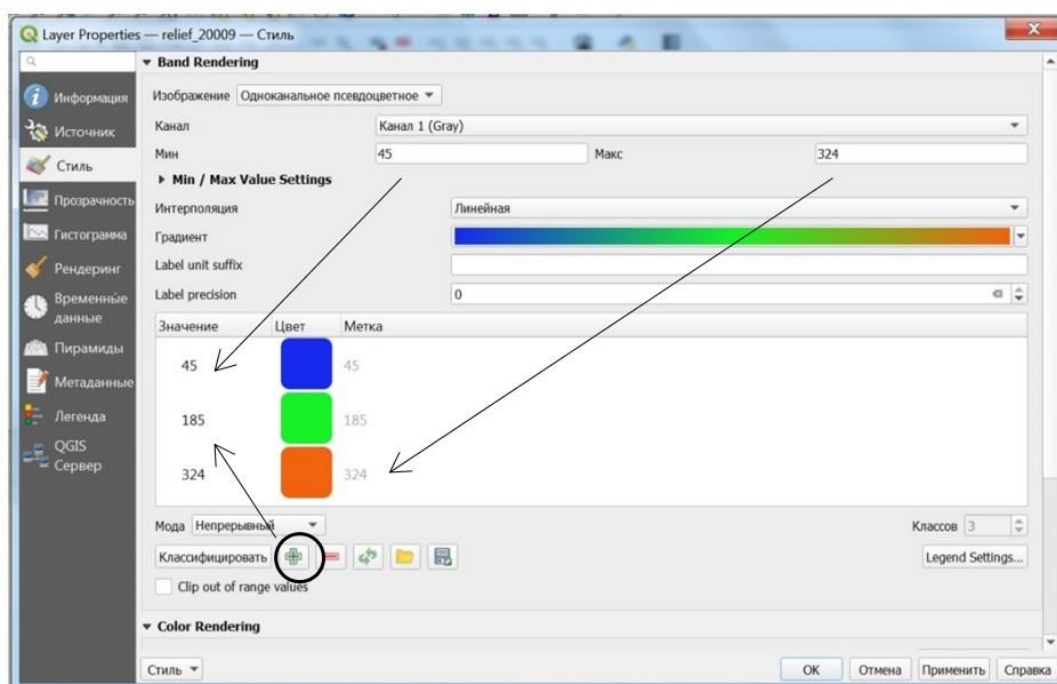 Layer Properties — relief_20009 — Стиль
Band Rendering
Информация
Источник
Стиль
Прозрачность
Гистограмма
Рендеринг
Временные
данные
Пирамиды
Метаданные
Легенда
QGIS
Сервер
Изображение Одноканальное псевдоцветное
Канал Канал 1 (Gray)
Мин 45 Макс 324
Min / Max Value Settings
Интерполяция Линейная
Градиент
Label unit suffix
Label precision 0
Значение Цвет Метка
45 45
185 185
324 324
Мода Непрерывный Классов 3
Классифицировать Legend Settings...
Clip out of range values
Color Rendering
Стиль OK Отмена Применить Справка